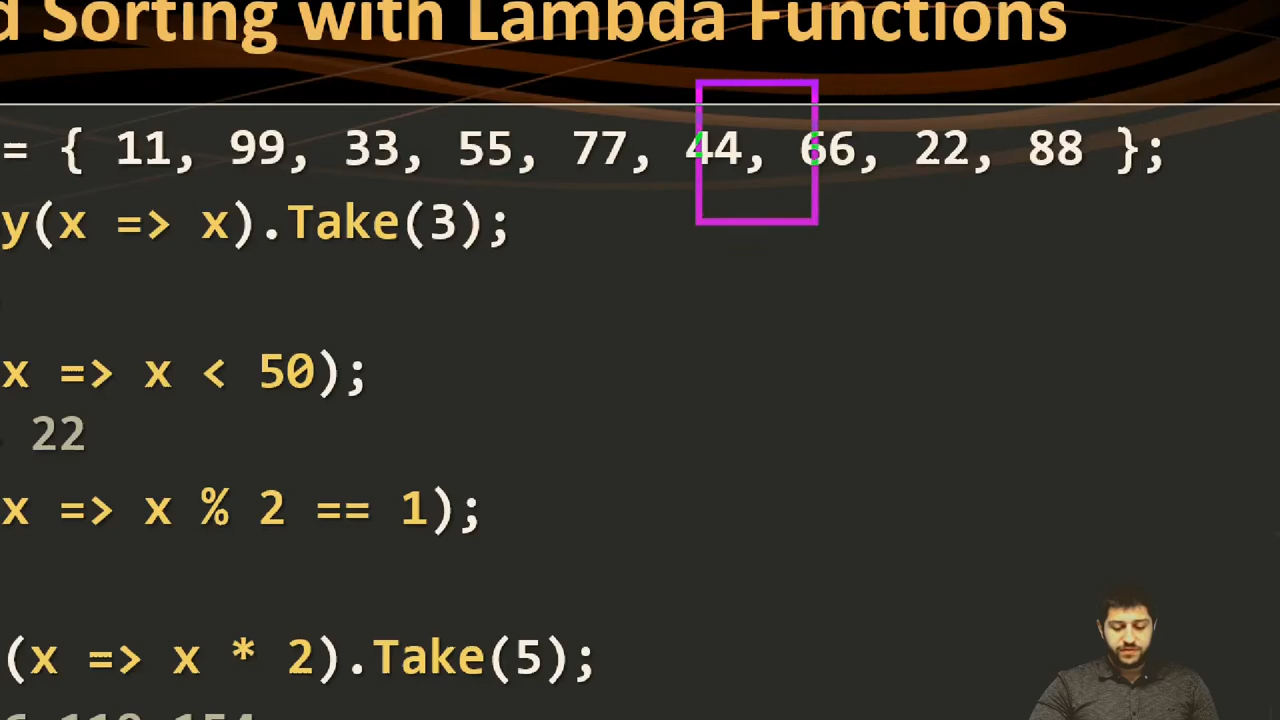 d Sorting with Lambda Functions
= { 11, 99, 33, 55, 77, 44, 66, 22, 88 };
y(x => x).Take(3);
x => x < 50);
22
x => x % 2 == 1);
(x => x * 2).Take(5);